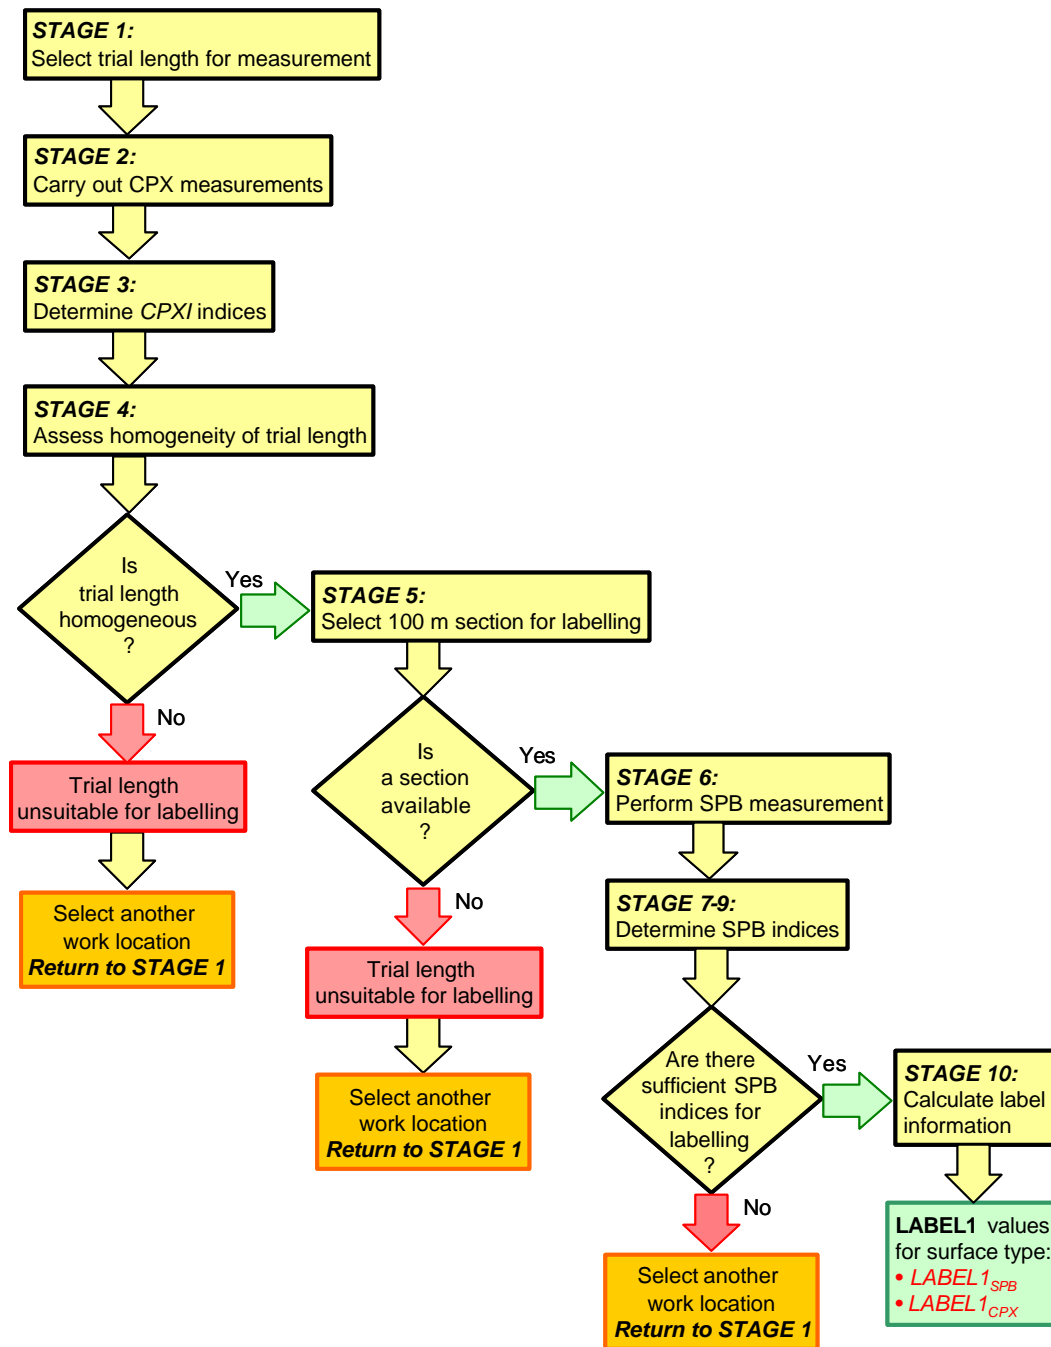 STAGE 1:
Select trial length for measurement
STAGE 2:
Carry out CPX measurements
STAGE 3:
Determine CPXI indices
STAGE 4:
Assess homogeneity of trial length
Is
trial length
homogeneous
?
Yes
No
Trial length
unsuitable for labelling
Select another
work location
Return to STAGE 1
STAGE 5:
Select 100 m section for labelling
Is
a section
available
?
Yes
No
Trial length
unsuitable for labelling
Select another
work location
Return to STAGE 1
STAGE 6:
Perform SPB measurement
STAGE 7-9:
Determine SPB indices
Are there
sufficient SPB
indices for
labelling
?
Yes
No
Select another
work location
Return to STAGE 1
STAGE 10:
Calculate label
information
LABEL1 values
for surface type:
• LABEL1SPB
• LABEL1CPX